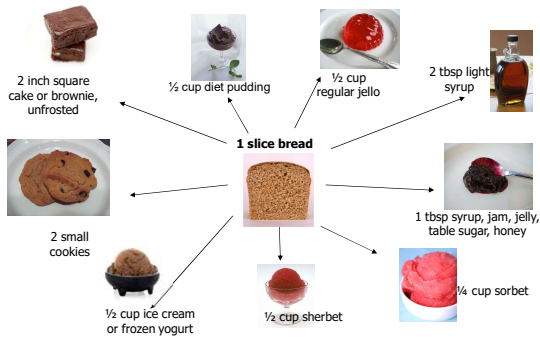 2 inch square
cake or brownie,
unfrosted
½ cup diet pudding
½ cup
regular jello
2 tbsp light
syrup
1 slice bread
1 tbsp syrup, jam, jelly,
table sugar, honey
2 small
cookies
½ cup ice cream
or frozen yogurt
½ cup sherbet
¼ cup sorbet